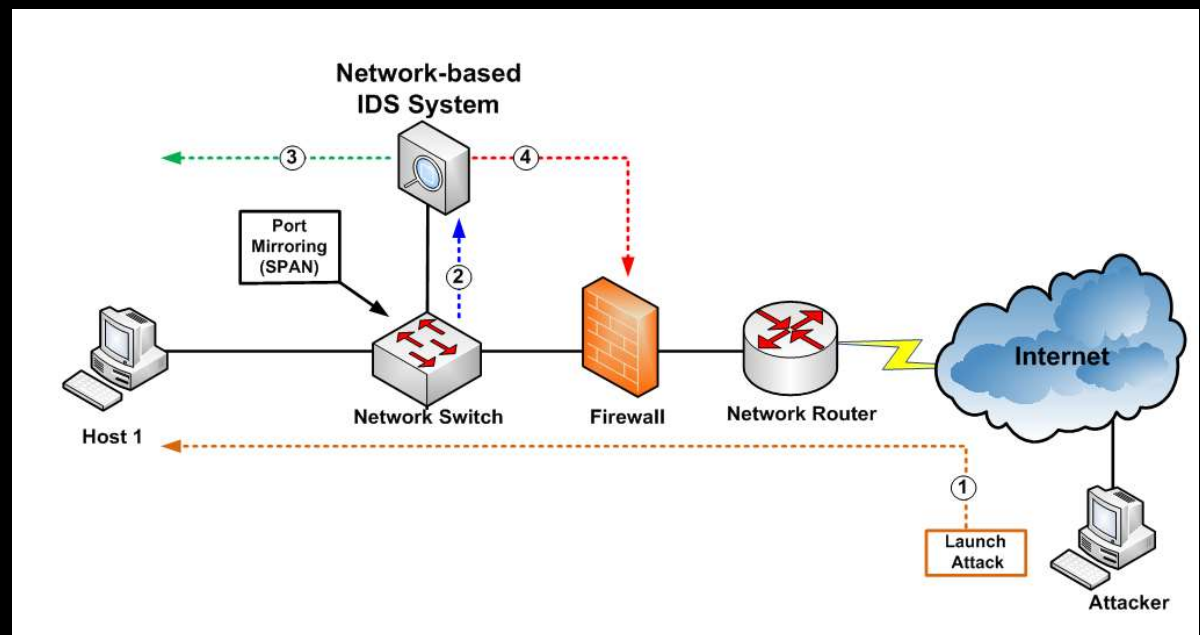 Network-based
IDS System
3
4
Port
Mirroring
(SPAN)
2
Internet
Network Switch
Firewall
Network Router
Host 1
1
Launch
Attack
Attacker